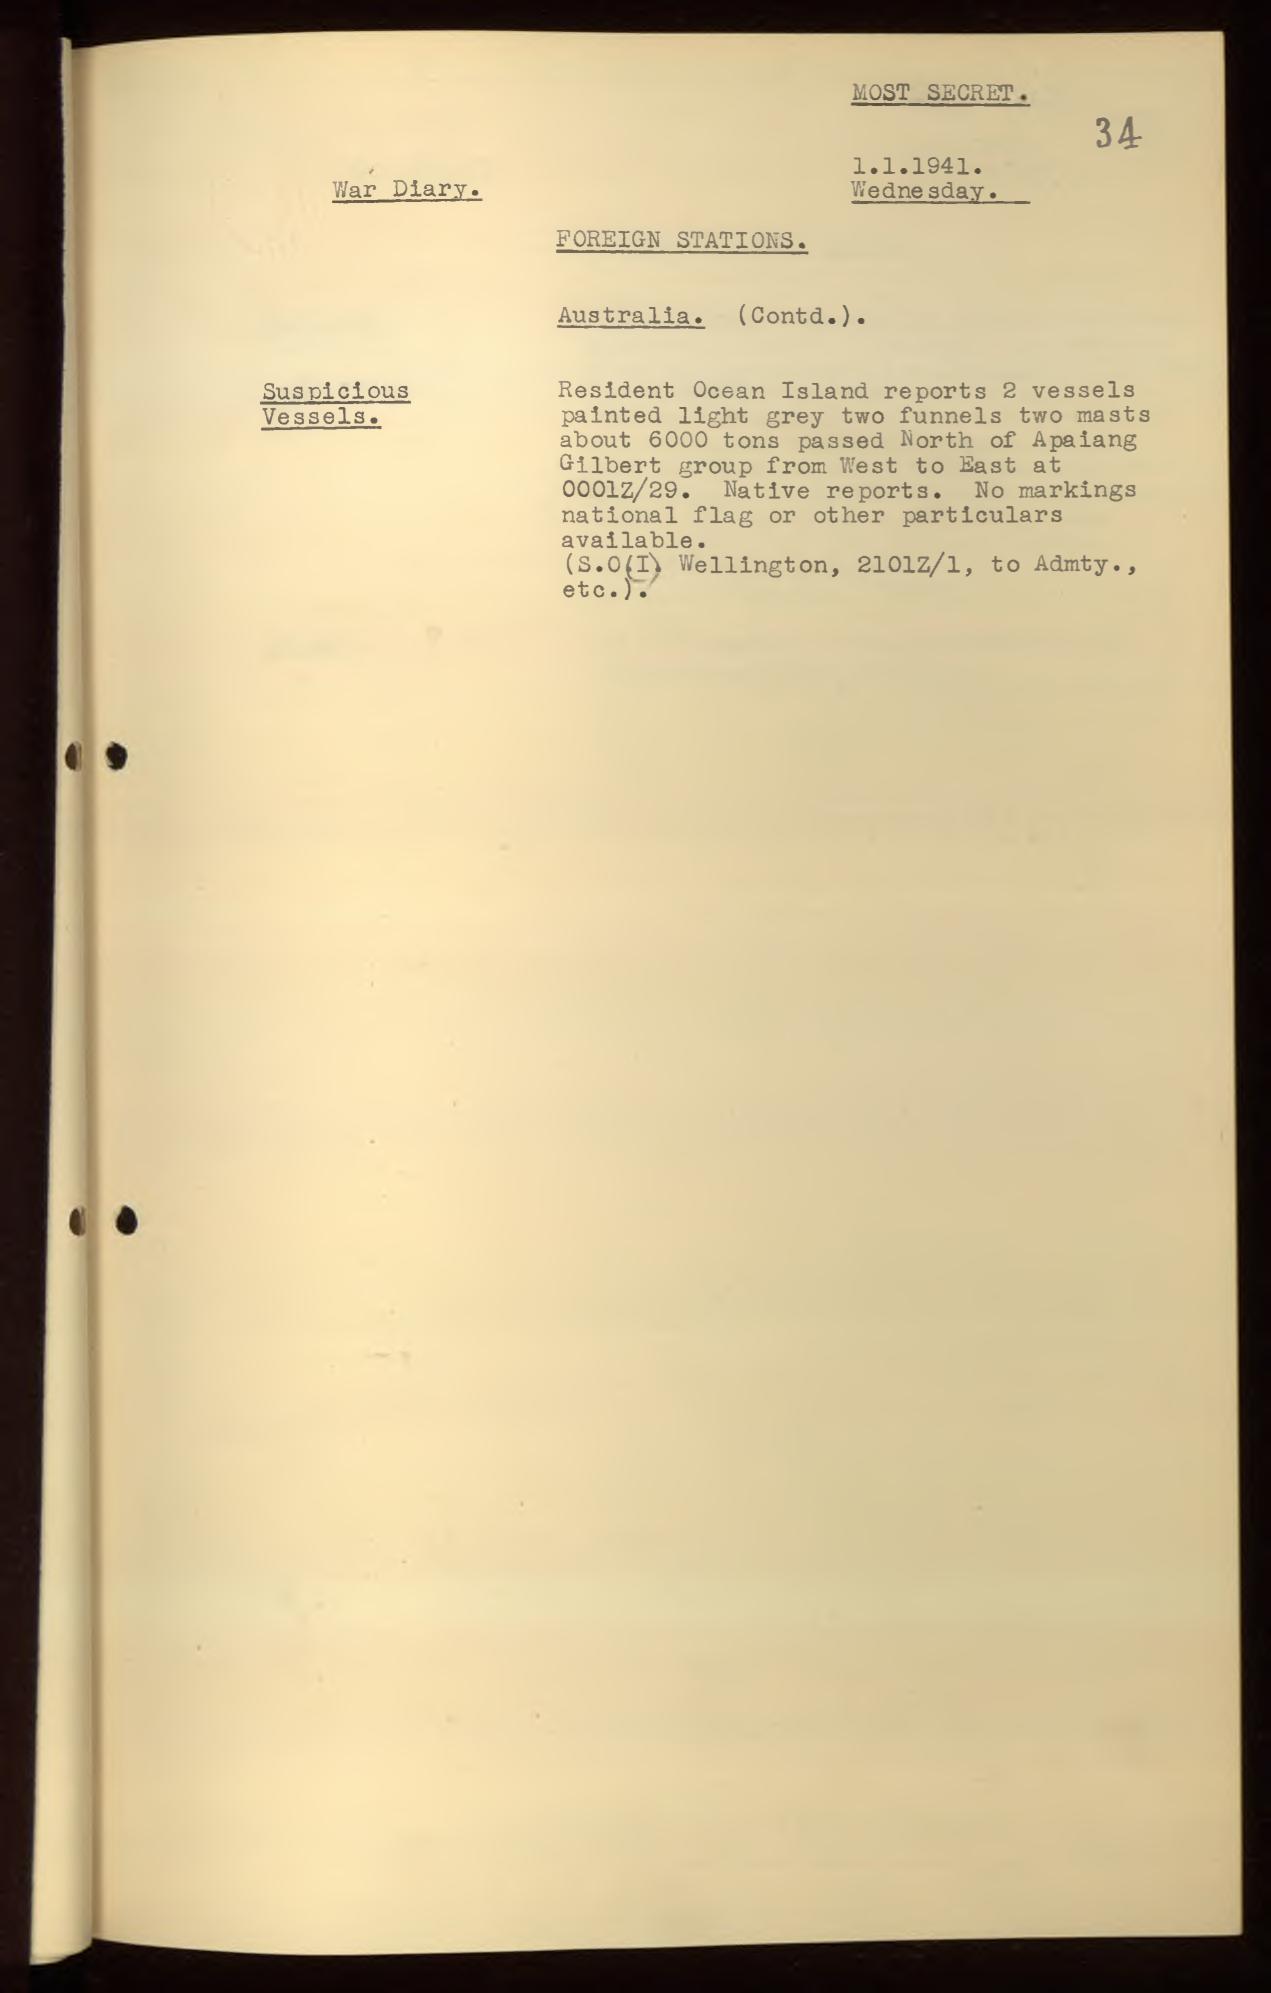 MOST SECRET.
34
1.1.1941.
War Diary.
Wednesday.
FOREIGN STATIONS.
Australia. (Contd.).
Suspicious
Vessels.
Resident Ocean Island reports 2 vessels
painted light grey two funnels two masts
about 6000 tons passed North of Apaiang
Gilbert group from West to East at
0001Z/29. Native reports. No markings
national flag or other particulars
available.
(S.O(I) Wellington, 2101Z/1, to Admty.,
etc.).